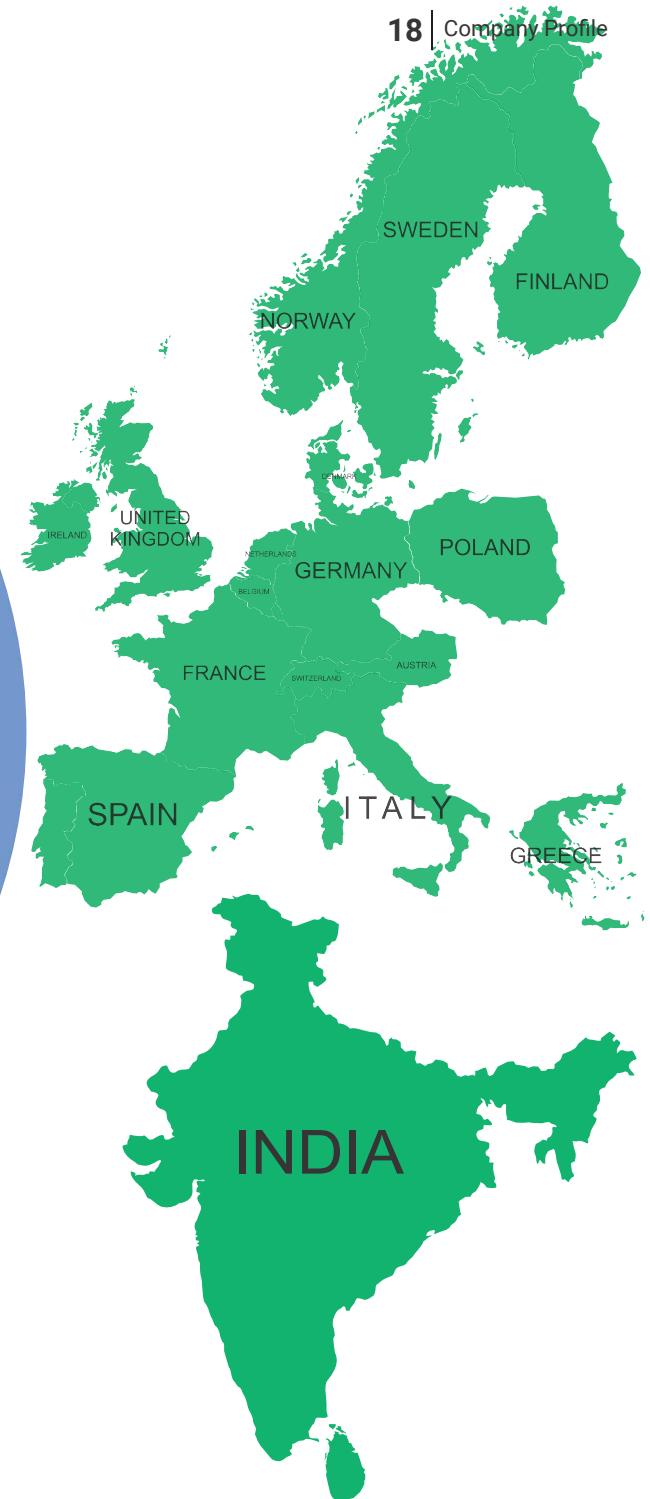 18 Company Profile
SWEDEN
FINLAND
NORWAY
DENMARK
UNITED
KINGDOM
IRELAND
NETHERLANDS
POLAND
GERMANY
BELGIUM
FRANCE
SWITZERLAND
AUSTRIA
SPAIN
ITALY
GREECE
INDIA